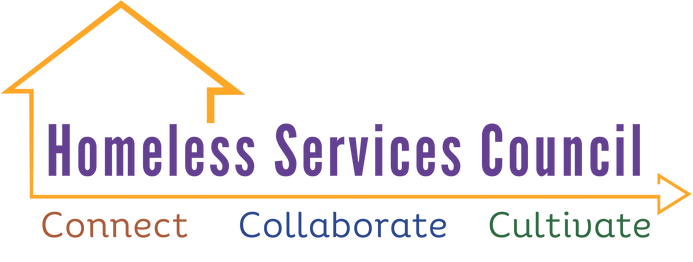 Homeless Services Council
Connect Collaborate Cultivate